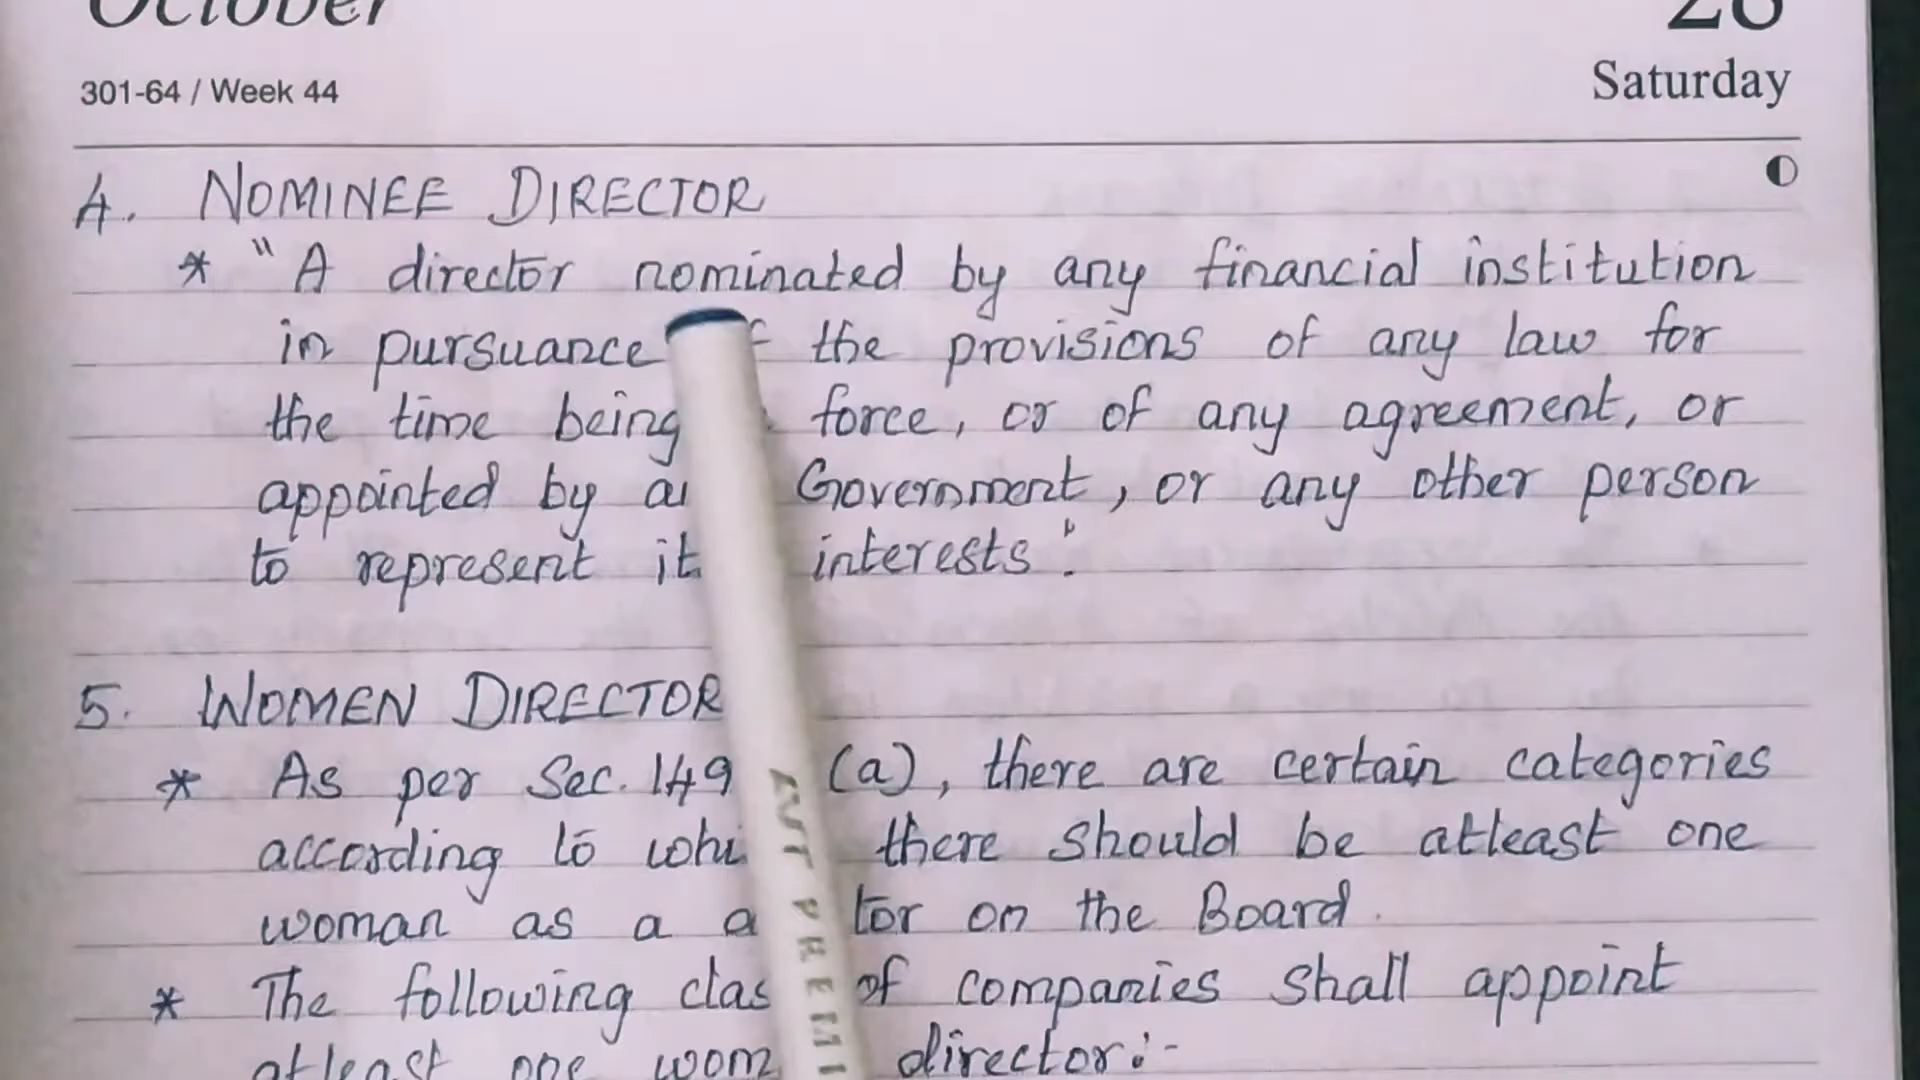 October 28
301-64 / Week 44 Saturday
4. NOMINEE DIRECTOR
* "A director nominated by any financial institution
in pursuance the provisions of any law for
the time being force, or of any agreement, or
appointed by Government, or any other person
to represent interests".
5. WOMEN DIRECTOR
* As per Sec. 149 (a), there are certain categories
according to there should be atleast one
woman as a on the Board.
* The following of companies shall appoint
atleast one director:-